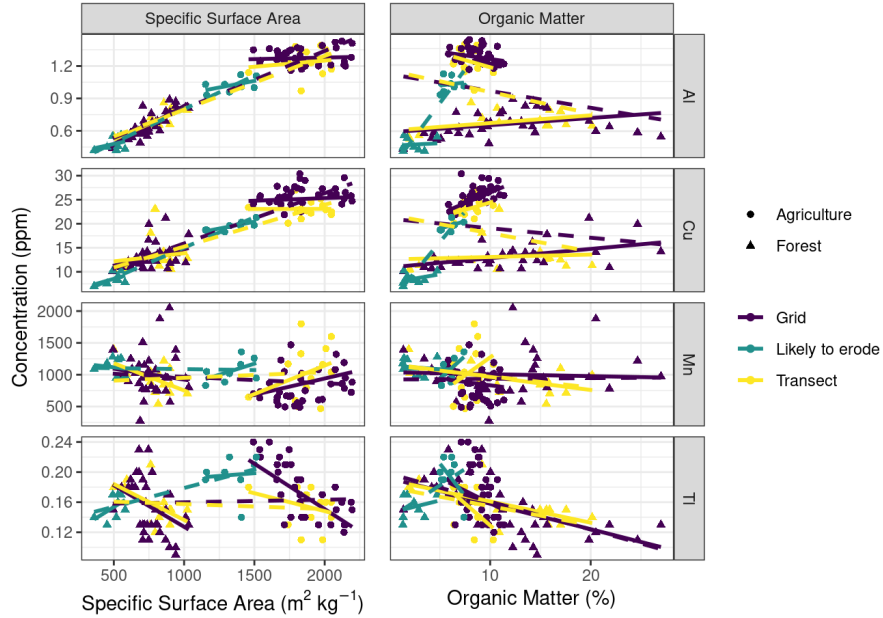 Specific Surface Area
Organic Matter
1.2
0.9
0.6
Al
30
25
20
15
10
Cu
2000
1500
1000
500
Mn
0.24
0.20
0.16
0.12
Tl
Concentration (ppm)
500 1000 1500 2000
10 20
Specific Surface Area (m² kg⁻¹)
Organic Matter (%)
Agriculture
Forest
Grid
Likely to erode
Transect